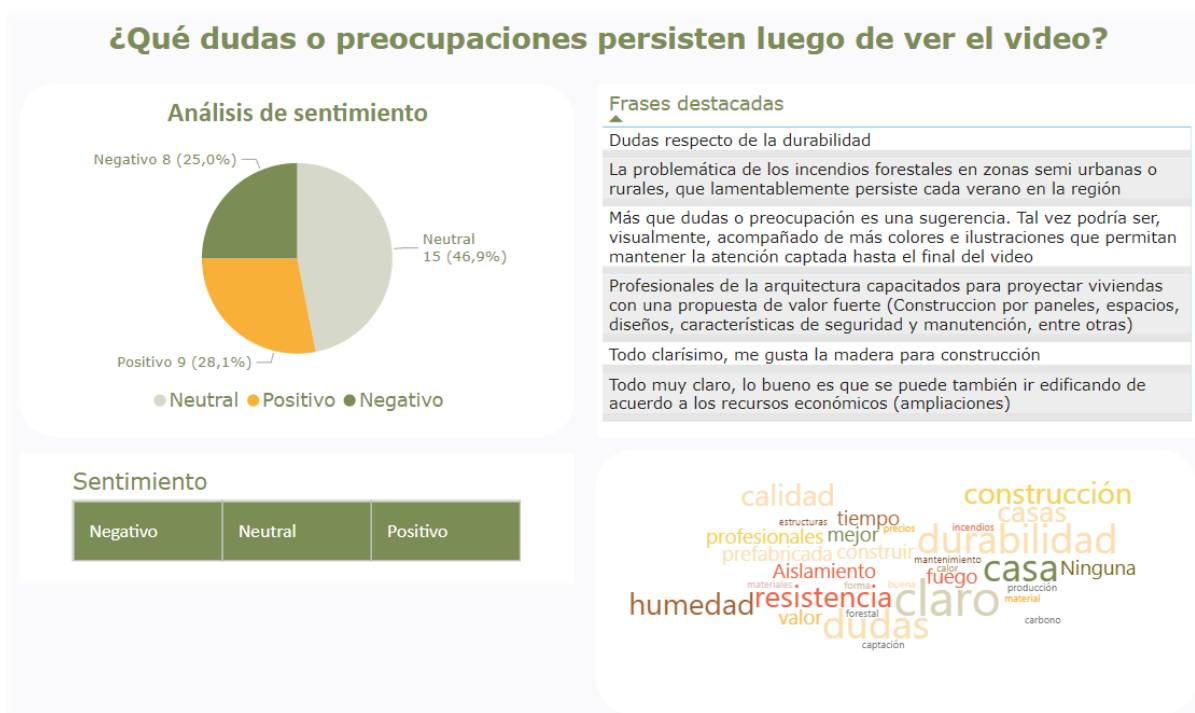 ¿Qué dudas o preocupaciones persisten luego de ver el video?
Análisis de sentimiento
Negativo 8 (25,0%)
Neutral
15 (46,9%)
Positivo 9 (28,1%)
Neutral Positivo Negativo
Frases destacadas
Dudas respecto de la durabilidad
La problemática de los incendios forestales en zonas semi urbanas o
rurales, que lamentablemente persiste cada verano en la región
Más que dudas o preocupación es una sugerencia. Tal vez podría ser,
visualmente, acompañado de más colores e ilustraciones que permitan
mantener la atención captada hasta el final del video
Profesionales de la arquitectura capacitados para proyectar viviendas
con una propuesta de valor fuerte (Construccion por paneles, espacios,
diseños, características de seguridad y manutención, entre otras)
Todo clarísimo, me gusta la madera para construcción
Todo muy claro, lo bueno es que se puede también ir edificando de
acuerdo a los recursos económicos (ampliaciones)
Sentimiento
Negativo Neutral Positivo
calidad construcción
casas
estructuras tiempo precios incendios
profesionales mejor durabilidad
prefabricada construir mantenimiento
Aislamiento calor fuego casa Ninguna
materiales forma buena producción
humedad resistencia claro material
valor forestal carbono
dudas
captación